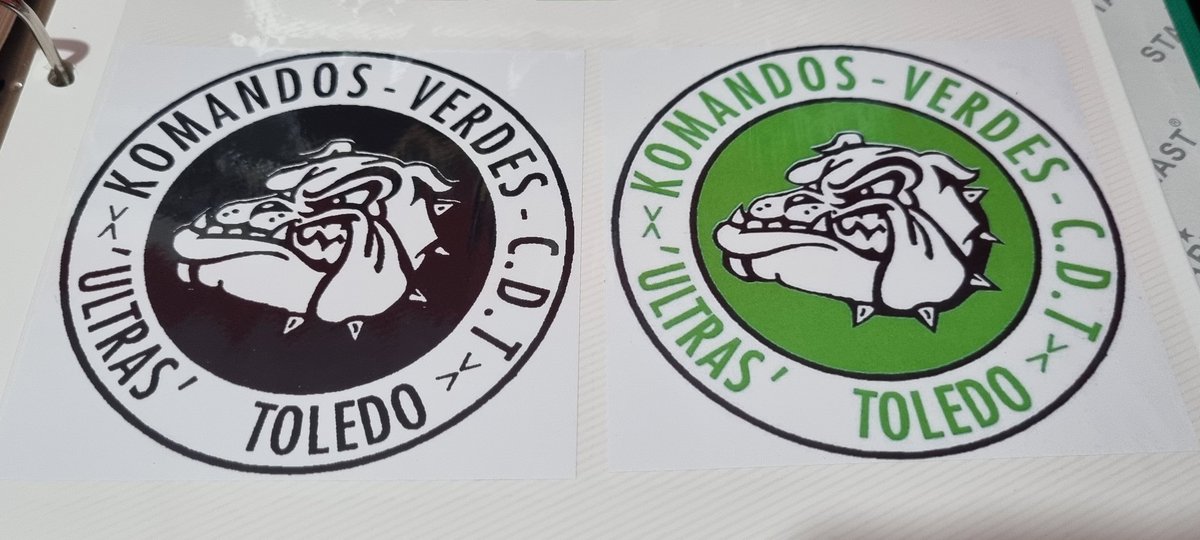 KOMANDOS - VERDES - C.D.T
'ULTRAS' TOLEDO
KOMANDOS - VERDES - C.D.T
'ULTRAS' TOLEDO